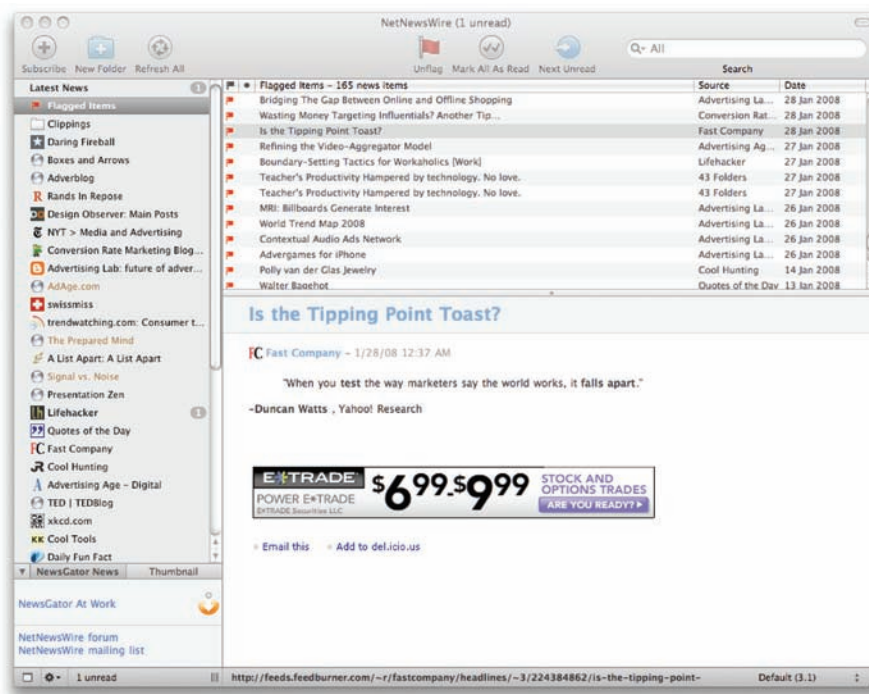 NetNewsWire (1 unread)
Q- All
Subscribe New Folder Refresh All Unflag Mark All As Read Next Unread Search
Latest News 1
Flagged Items
Clippings
Daring Fireball
Boxes and Arrows
Adverblog
Rands In Repose
Design Observer: Main Posts
NYT > Media and Advertising
Conversion Rate Marketing Blog...
Advertising Lab: future of adver...
AdAge.com
swissmiss
trendwatching.com: Consumer t...
The Prepared Mind
A List Apart: A List Apart
Signal vs. Noise
Presentation Zen
Lifehacker 1
Quotes of the Day
Fast Company
Cool Hunting
Advertising Age - Digital
TED | TEDBlog
xkcd.com
KK Cool Tools
Daily Fun Fact
NewsGator News Thumbnail
NewsGator At Work
NetNewsWire forum
NetNewsWire mailing list
1 unread
Flagged Items - 165 news items Source Date
Bridging The Gap Between Online and Offline Shopping Advertising La... 28 Jan 2008
Wasting Money Targeting Influentials? Another Tip... Conversion Rat... 28 Jan 2008
Is the Tipping Point Toast? Fast Company 28 Jan 2008
Refining the Video-Aggregator Model Advertising Ag... 27 Jan 2008
Boundary-Setting Tactics for Workaholics [Work] Lifehacker 27 Jan 2008
Teacher's Productivity Hampered by technology. No love. 43 Folders 27 Jan 2008
Teacher's Productivity Hampered by technology. No love. 43 Folders 27 Jan 2008
MRI: Billboards Generate Interest Advertising La... 26 Jan 2008
World Trend Map 2008 Advertising La... 26 Jan 2008
Contextual Audio Ads Network Advertising La... 26 Jan 2008
Advergames for iPhone Advertising La... 26 Jan 2008
Polly van der Glas Jewelry Cool Hunting 14 Jan 2008
Walter Bagehot Quotes of the Day 13 Jan 2008
Is the Tipping Point Toast?
FC Fast Company - 1/28/08 12:37 AM
"When you test the way marketers say the world works, it falls apart."
-Duncan Watts , Yahoo! Research
E*TRADE
POWER E*TRADE
E*TRADE Securities LLC
$6.99-$9.99
STOCK AND
OPTIONS TRADES
ARE YOU READY?
Email this Add to del.icio.us
http://feeds.feedburner.com/~r/fastcompany/headlines/~3/224384862/is-the-tipping-point- Default (3.1)